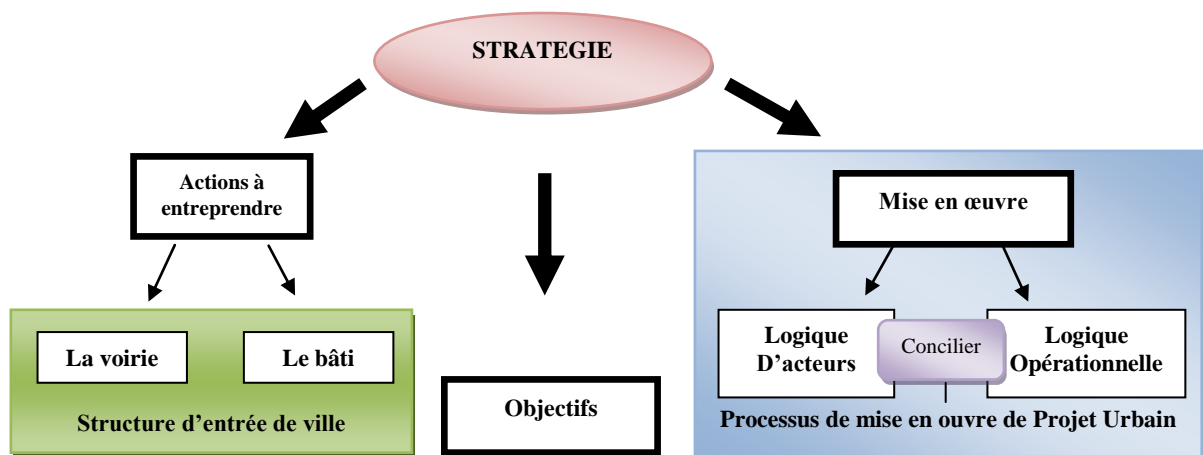 STRATEGIE
Actions à
entreprendre
Mise en œuvre
La voirie
Le bâti
Structure d'entrée de ville
Objectifs
Logique
D'acteurs
Concilier
Logique
Opérationnelle
Processus de mise en ouvre de Projet Urbain